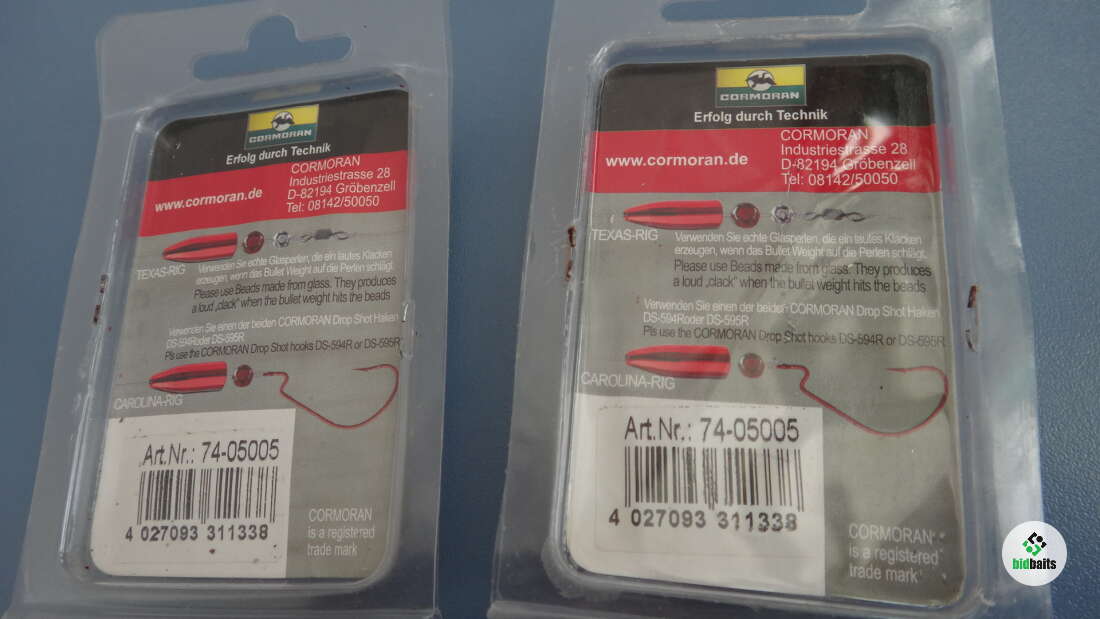 CORMORAN
Erfolg durch Technik
CORMORAN
Industriestrasse 28
www.cormoran.de
D-82194 Gröbenzell
Tel: 08142/50050
TEXAS-RIG
Verwenden Sie echte Glasperlen, die ein lautes Klacken
erzeugen, wenn das Bullet Weight auf die Perlen schlägt.
Please use Beads made from glass. They produces
a loud „clack" when the bullet weight hits the beads
Verwenden Sie einen der beiden CORMORAN Drop Shot Haken
DS-594Roder DS-595R
Pls use the CORMORAN Drop Shot hooks DS-594R or DS-595R
CAROLINA-RIG
Art.Nr.: 74-05005
4 027093 311338
CORMORAN
is a registered
trade mark
CORMORAN
Erfolg durch Technik
CORMORAN
Industriestrasse 28
www.cormoran.de
D-82194 Gröbenzell
Tel: 08142/50050
TEXAS-RIG
Verwenden Sie echte Glasperlen, die ein lautes Klacken
erzeugen, wenn das Bullet Weight auf die Perlen schlägt.
Please use Beads made from glass. They produces
a loud „clack" when the bullet weight hits the beads
Verwenden Sie einen der beiden CORMORAN Drop Shot Haken
DS-594Roder DS-595R
Pls use the CORMORAN Drop Shot hooks DS-594R or DS-595R
CAROLINA-RIG
Art.Nr.: 74-05005
4 027093 311338
CORMORAN
is a registered
trade mark
bidbaits